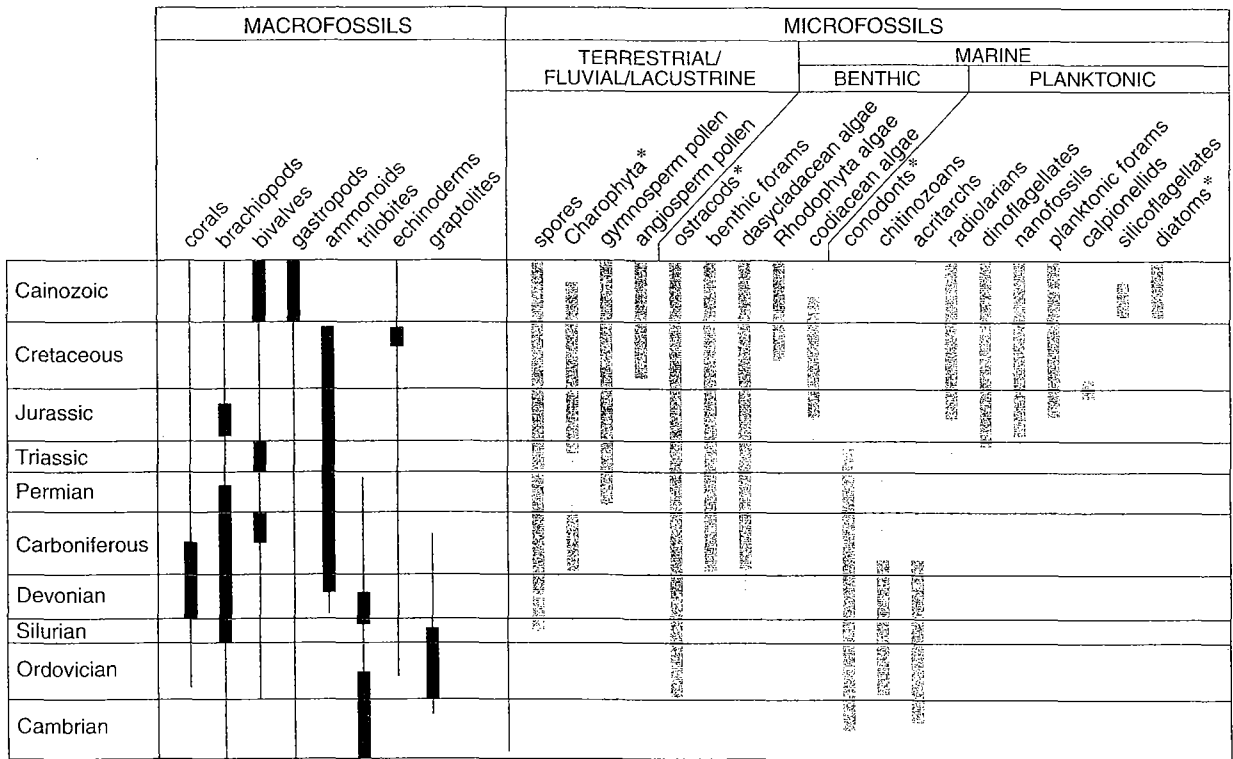 MACROFOSSILS
MICROFOSSILS
TERRESTRIAL/
FLUVIAL/LACUSTRINE
MARINE
BENTHIC
PLANKTONIC
corals
brachiopods
bivalves
gastropods
ammonoids
trilobites
echinoderms
graptolites
spores
Charophyta*
gymnosperm pollen
angiosperm pollen
ostracods*
benthic forams
dasycladacean algae
Rhodophyta algae
codiacean algae
conodonts*
chitinozoans
acritarchs
radiolarians
dinoflagellates
nanofossils
planktonic forams
calpionellids
silicoflagellates
diatoms*
Cainozoic
Cretaceous
Jurassic
Triassic
Permian
Carboniferous
Devonian
Silurian
Ordovician
Cambrian